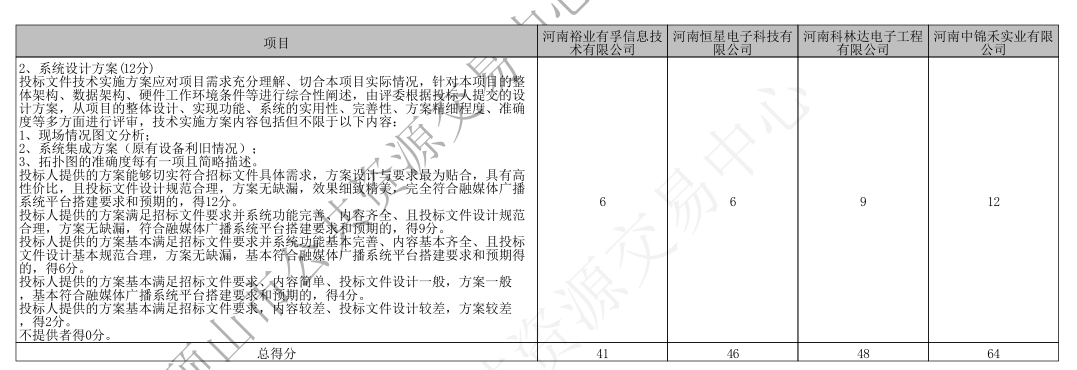 项目
河南裕业有孚信息技术有限公司
河南恒星电子科技有限公司
河南科林达电子工程有限公司
河南中锦禾实业有限公司
2、系统设计方案(12分)
投标文件技术实施方案应对项目需求充分理解、切合本项目实际情况，针对本项目的整
体架构、数据架构、硬件工作环境条件等进行综合性阐述，由评委根据投标人提交的设
计方案，从项目的整体设计、实现功能、系统的实用性、完善性、方案精细程度、准确
度等多方面进行评审，技术实施方案内容包括但不限于以下内容：
1、现场情况图文分析；
2、系统集成方案（原有设备利旧情况）；
3、拓扑图的准确度每有一项且简略描述。
投标人提供的方案能够切实符合招标文件具体需求，方案设计与要求最为贴合，具有高
性价比，且投标文件设计规范合理，方案无缺漏，效果细致精美，完全符合融媒体广播
系统平台搭建要求和预期的，得12分。
投标人提供的方案满足招标文件要求并系统功能完善、内容齐全、且投标文件设计规范
合理，方案无缺漏，符合融媒体广播系统平台搭建要求和预期的，得9分。
投标人提供的方案基本满足招标文件要求并系统功能基本完善、内容基本齐全、且投标
文件设计基本规范合理，方案无缺漏，基本符合融媒体广播系统平台搭建要求和预期得
的，得6分。
投标人提供的方案基本满足招标文件要求，内容简单、投标文件设计一般，方案一般
，基本符合融媒体广播系统平台搭建要求和预期的，得4分。
投标人提供的方案基本满足招标文件要求，内容较差、投标文件设计较差，方案较差
，得2分。
不提供者得0分。
6
6
9
12
总得分
41
46
48
64
顶山市公共资源交易中心
共资源交易中心